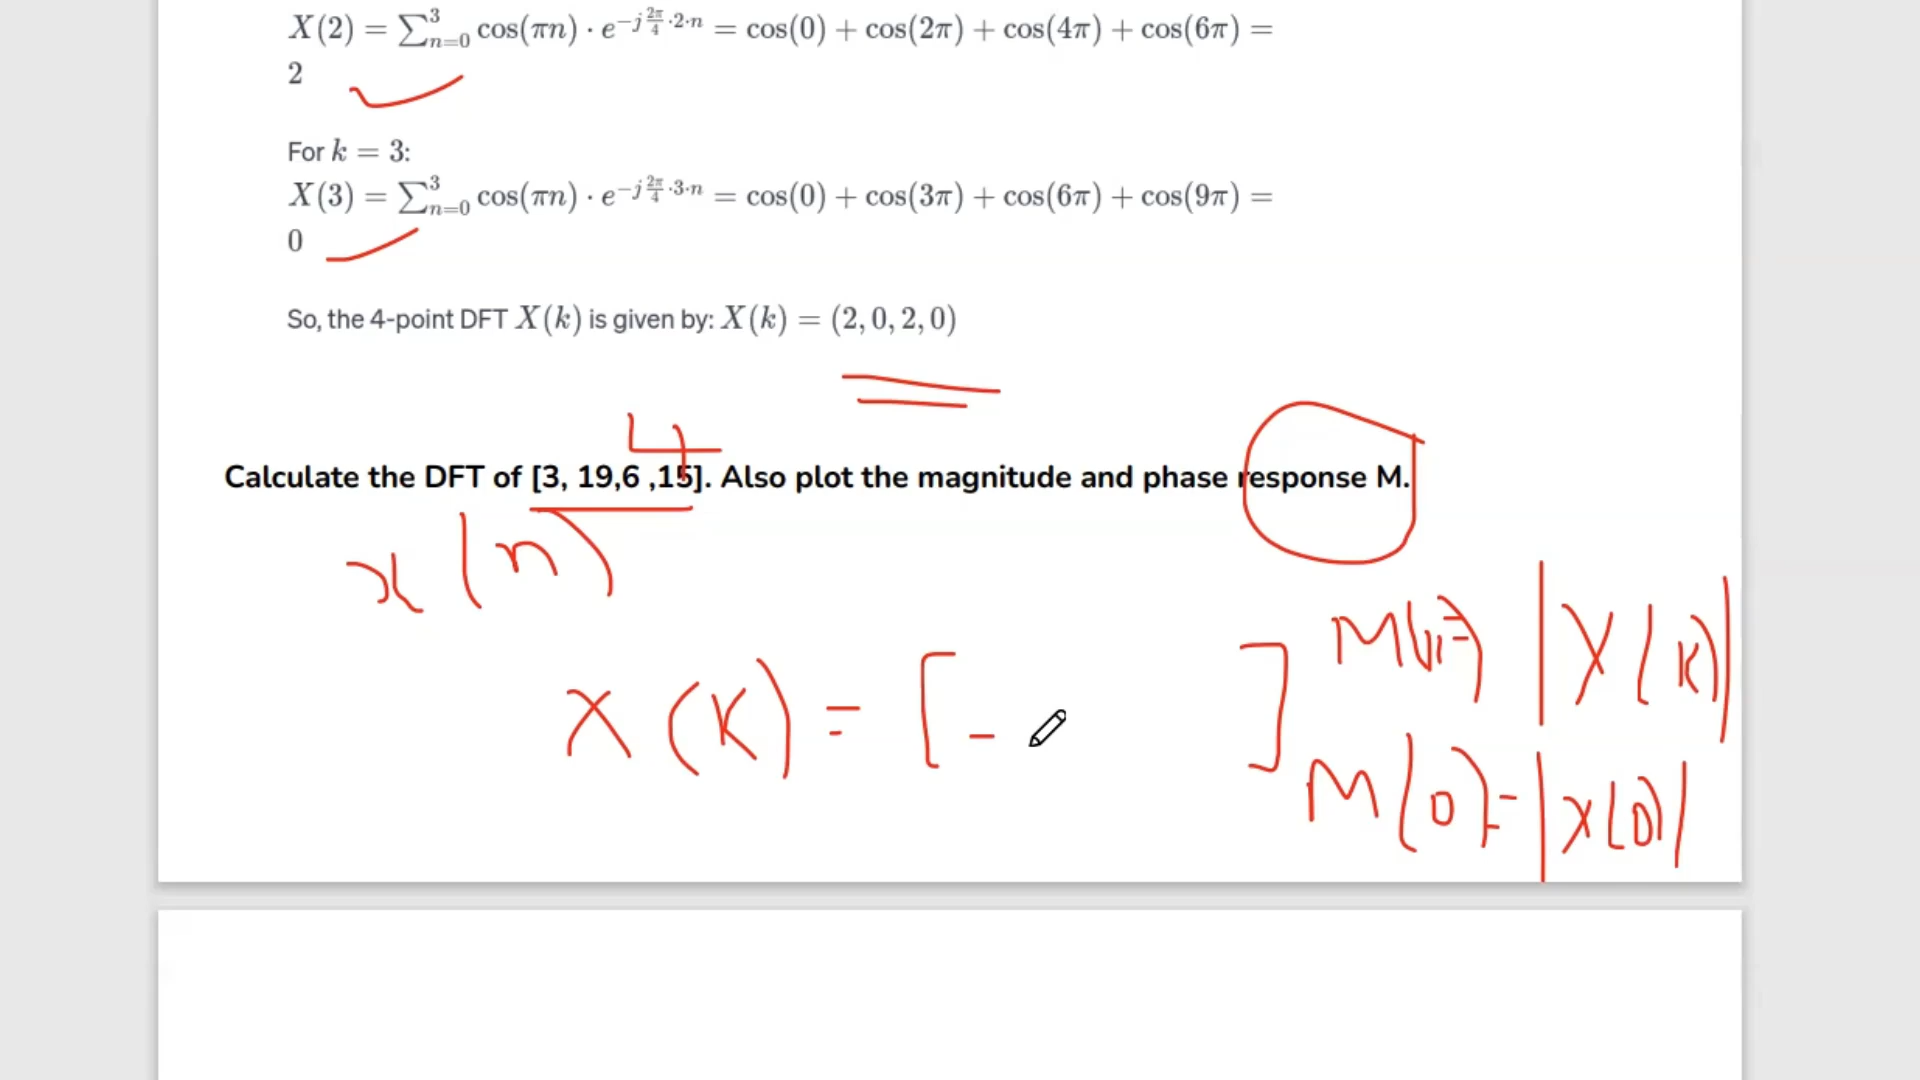 X(2) = ∑³ₙ₌₀ cos(πn) · e^{−j 2π/4 ·2·n} = cos(0) + cos(2π) + cos(4π) + cos(6π) =
2
For k = 3:
X(3) = ∑³ₙ₌₀ cos(πn) · e^{−j 2π/4 ·3·n} = cos(0) + cos(3π) + cos(6π) + cos(9π) =
0
So, the 4-point DFT X(k) is given by: X(k) = (2, 0, 2, 0)
4
Calculate the DFT of [3, 19,6 ,15]. Also plot the magnitude and phase response M.
x(n)
|X(K)|
X(K) = [ - ]
M(0) = |X(0)|